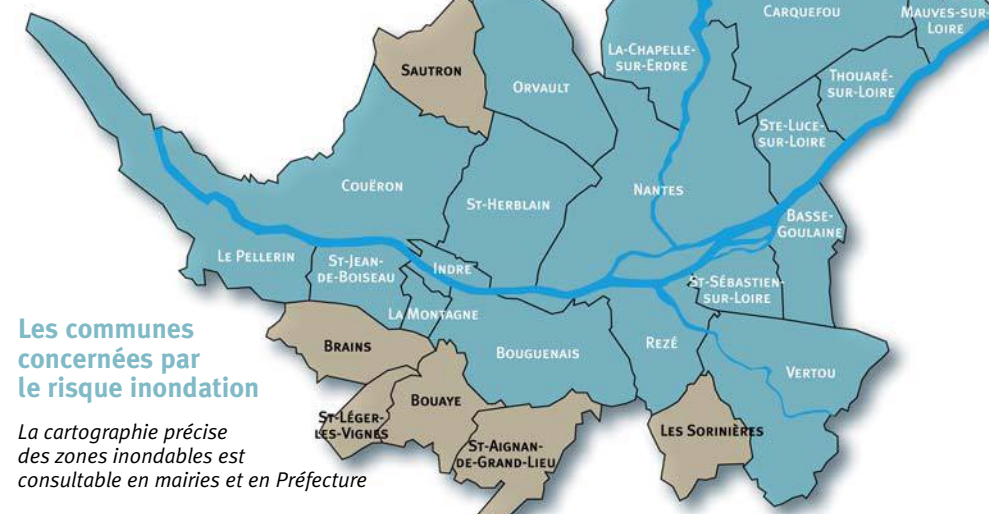 CARQUEFOU
MAUVES-SUR-
LOIRE
LA-CHAPELLE-
SUR-ERDRE
SAUTRON
ORVAULT
THOUARÉ-
SUR-LOIRE
STE-LUCE-
SUR-LOIRE
COUËRON
ST-HERBLAIN
NANTES
BASSE-
GOULAINE
LE PELLERIN
ST-JEAN-
DE-BOISEAU
INDRE
ST-SÉBASTIEN-
SUR-LOIRE
LA MONTAGNE
BRAINS
BOUGUENAIS
REZÉ
VERTOU
BOUAYE
ST-LÉGER-
LES-VIGNES
ST-AIGNAN-
DE-GRAND-LIEU
LES SORINIÈRES
Les communes
concernées par
le risque inondation
La cartographie précise
des zones inondables est
consultable en mairies et en Préfecture